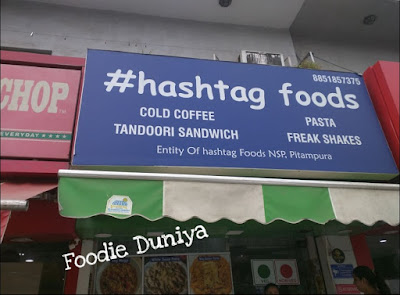 8851857375
#hashtag foods
CHOP
EVERYDAY
COLD COFFEE
PASTA
TANDOORI SANDWICH
FREAK SHAKES
Entity Of hashtag Foods NSP, Pitampura
Foodie Duniya